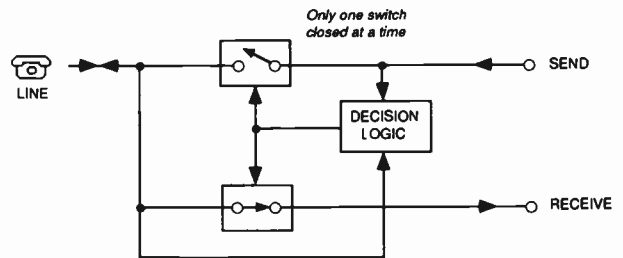 Only one switch
closed at a time
SEND
LINE
DECISION
LOGIC
RECEIVE